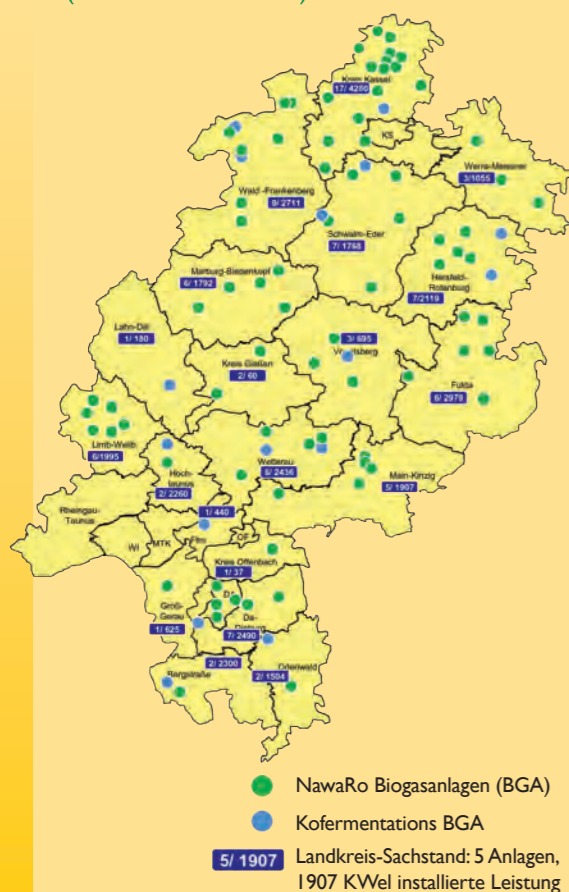 Kreis Kassel
17/ 4280
KS
Werra-Meissner
3/1055
Wald.-Frankenberg
9/ 2711
Schwalm-Eder
7/ 1768
Hersfeld-
Rotenburg
7/2119
Marburg-Biedenkopf
6/ 1792
Lahn-Dill
1/ 180
Kreis Gießen
2/ 60
3/ 695
Vogelsberg
Fulda
6/ 2978
Limb-Weilb.
6/1995
Hoch-
taunus
2/ 2260
Wetterau
5/ 2436
Main-Kinzig
5/ 1907
Rheingau-
Taunus
1/ 440
WI
MTK
Ffm
OF
Kreis Offenbach
1/ 37
Groß-
Gerau
1/ 625
Da-
7/ 2490
2/ 2300
Bergstraße
2/ 1504
Odenwald
NawaRo Biogasanlagen (BGA)
Kofermentations BGA
5/ 1907
Landkreis-Sachstand: 5 Anlagen,
1907 KWel installierte Leistung